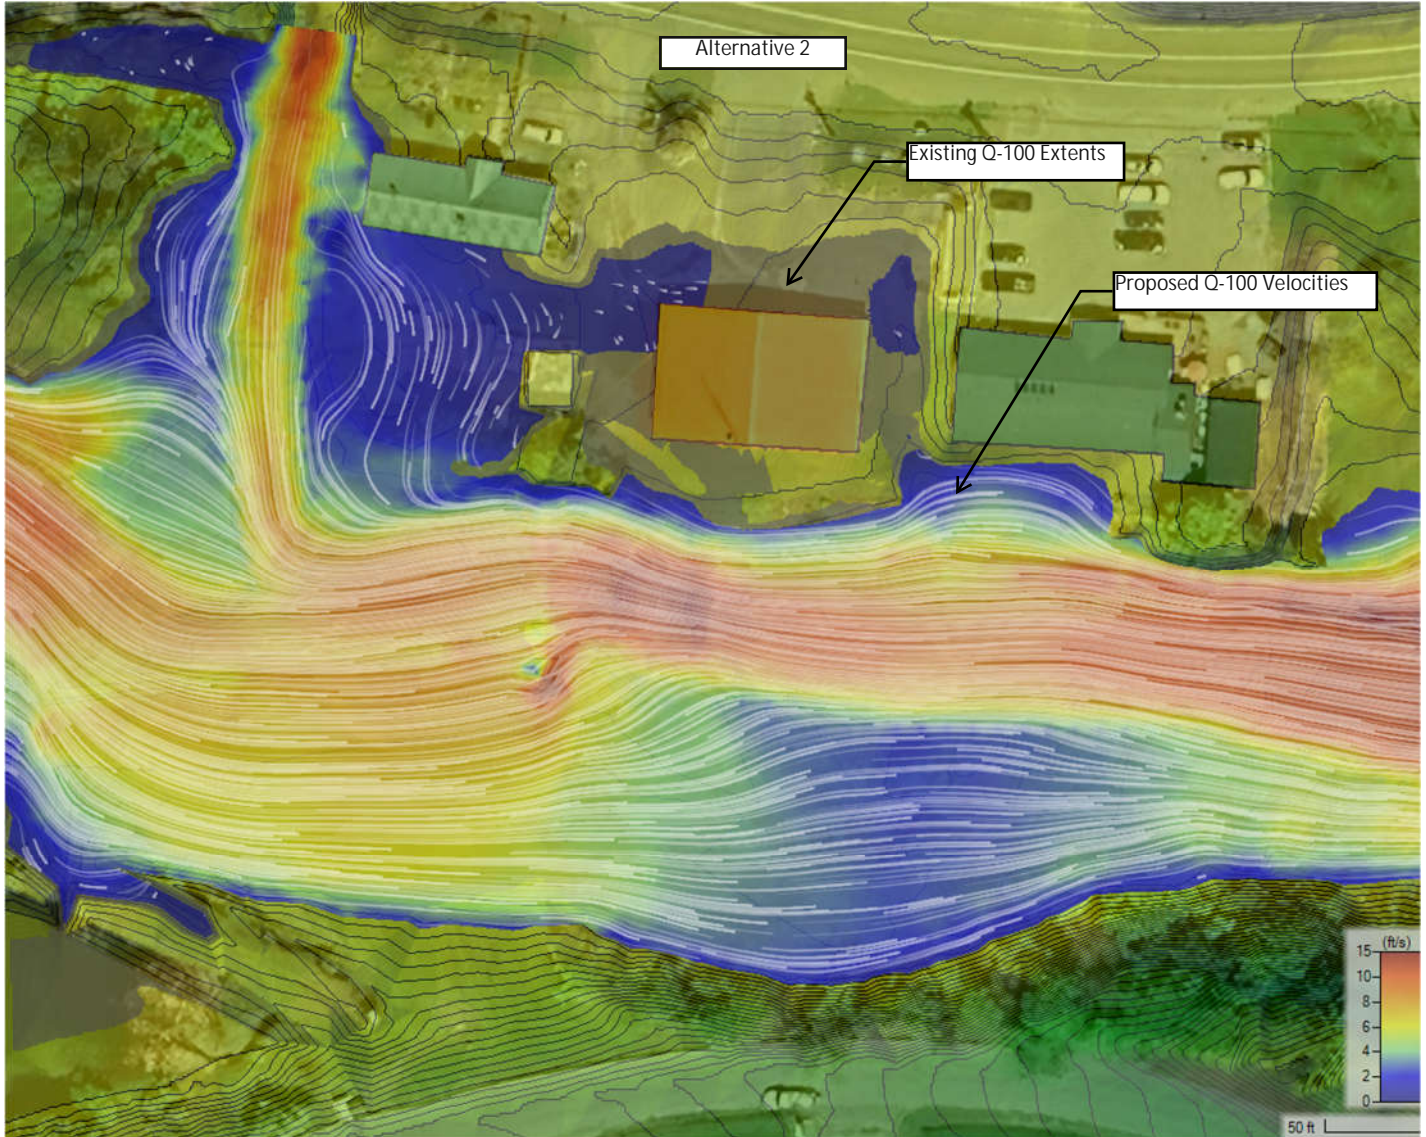 Alternative 2
Existing Q-100 Extents
Proposed Q-100 Velocities
(ft/s)
15
10
8
6
4
2
0
50 ft